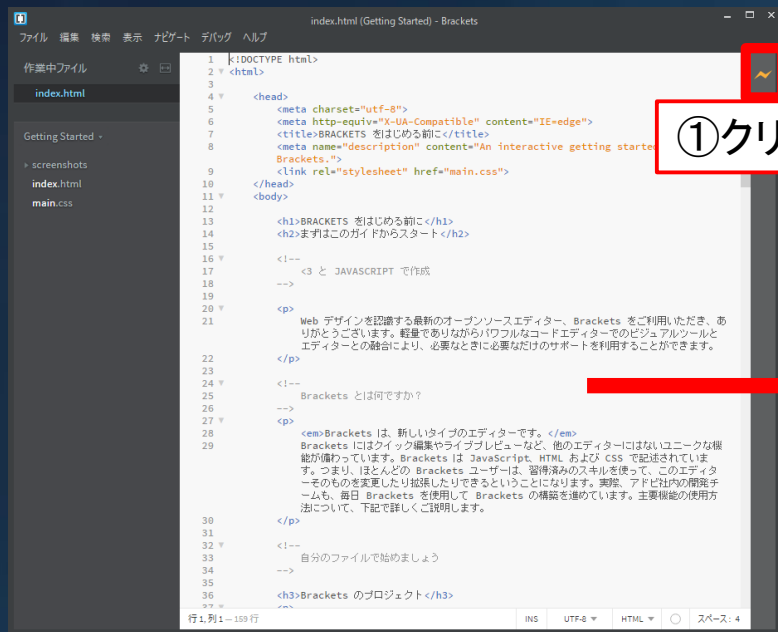 index.html (Getting Started) - Brackets
ファイル 編集 検索 表示 ナビゲート デバッグ ヘルプ
作業中ファイル
index.html
Getting Started
screenshots
index.html
main.css
1 <!DOCTYPE html>
2 <html>
3
4 <head>
5 <meta charset="utf-8">
6 <meta http-equiv="X-UA-Compatible" content="IE=edge">
7 <title>BRACKETS をはじめる前に</title>
8 <meta name="description" content="An interactive getting started
Brackets.">
9 <link rel="stylesheet" href="main.css">
10 </head>
11 <body>
12
13 <h1>BRACKETS をはじめる前に</h1>
14 <h2>まずはこのガイドからスタート</h2>
15
16 <!--
17 <3 と JAVASCRIPT で作成
18 -->
19
20 <p>
21 Web デザインを認識する最新のオープンソースエディター、Brackets をご利用いただき、あ
りがとうございます。軽量でありながらパワフルなコードエディターでのビジュアルツールと
エディターとの融合により、必要なときに必要なだけのサポートを利用することができます。
22 </p>
23
24 <!--
25 Brackets とは何ですか？
26 -->
27 <p>
28 <em>Brackets は、新しいタイプのエディターです。</em>
29 Brackets にはクイック編集やライブプレビューなど、他のエディターにはないユニークな機
能が備わっています。Brackets は JavaScript、HTML および CSS で記述されていま
す。つまり、ほとんどの Brackets ユーザーは、習得済みのスキルを使って、このエディタ
ーそのものを変更したり拡張したりできるということになります。実際、アドビ社内の開発チ
ームも、毎日 Brackets を使用して Brackets の構築を進めています。主要機能の使用方
法について、下記で詳しくご説明します。
30 </p>
31
32 <!--
33 自分のファイルで始めましょう
34 -->
35
36 <h3>Brackets のプロジェクト</h3>
37 <p>
①クリ
行 1, 列 1 — 159 行
INS UTF-8 HTML スペース: 4